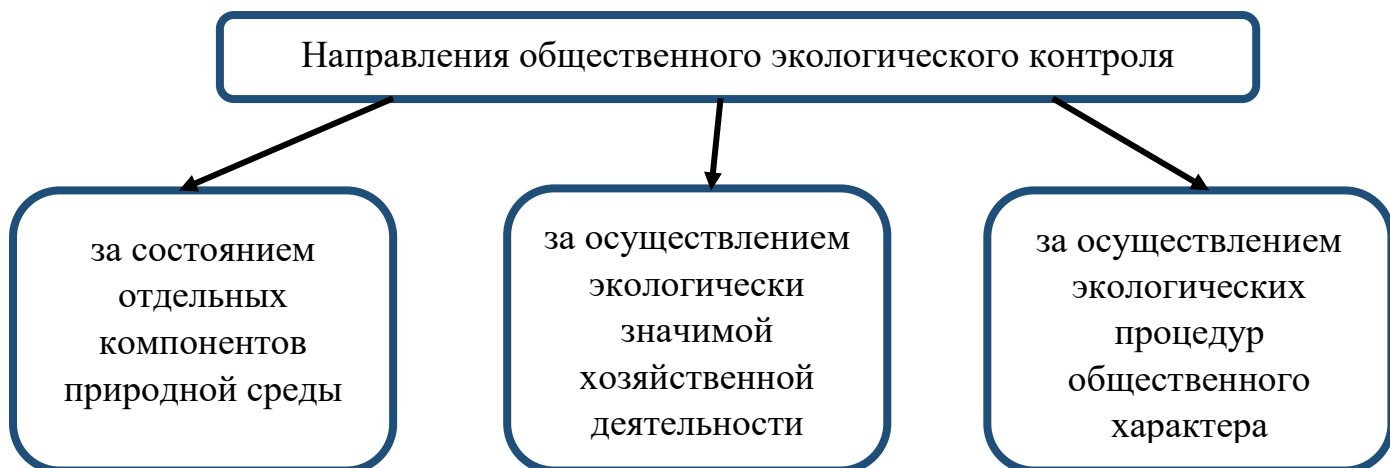 Направления общественного экологического контроля
за состоянием
отдельных
компонентов
природной среды
за осуществлением
экологически
значимой
хозяйственной
деятельности
за осуществлением
экологических
процедур
общественного
характера